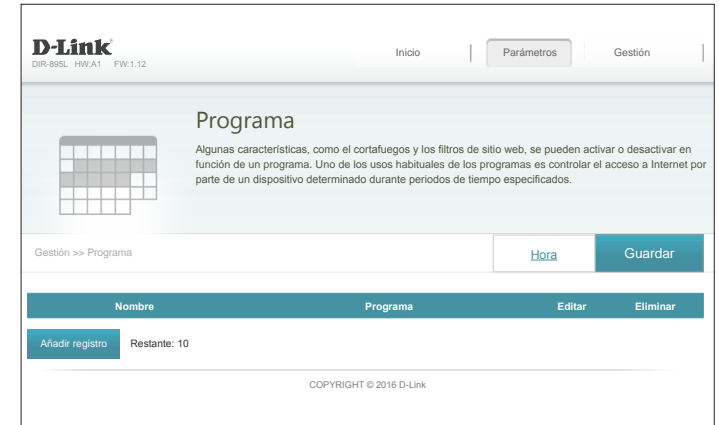 D-Link
DIR-895L HW:A1 FW:1.12
Inicio
Parámetros
Gestión
Programa
Algunas características, como el cortafuegos y los filtros de sitio web, se pueden activar o desactivar en
función de un programa. Uno de los usos habituales de los programas es controlar el acceso a Internet por
parte de un dispositivo determinado durante periodos de tiempo especificados.
Gestión >> Programa
Hora
Guardar
Nombre Programa Editar Eliminar
Añadir registro Restante: 10
COPYRIGHT © 2016 D-Link